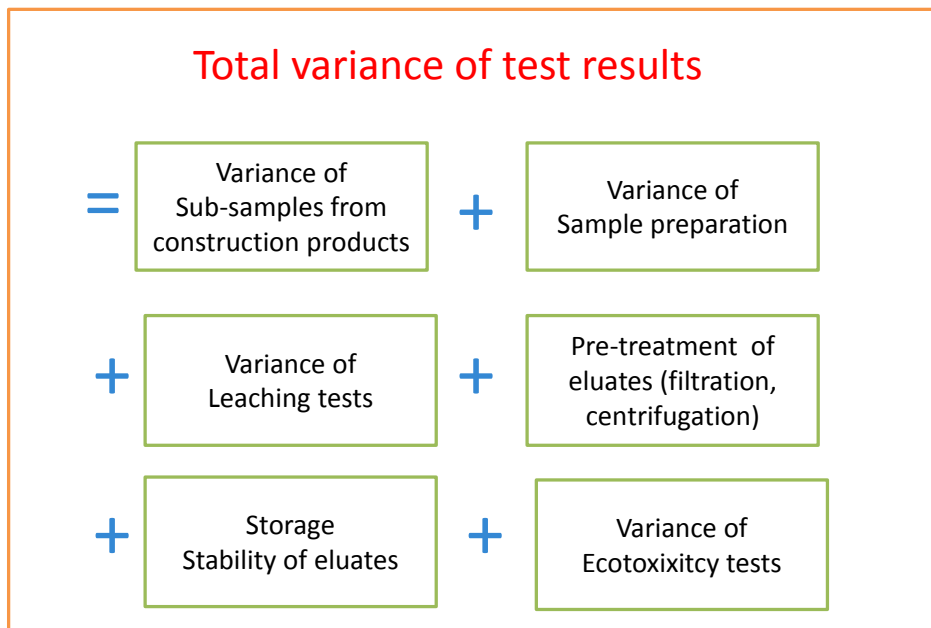 Total variance of test results
=
Variance of
Sub-samples from
construction products
+
Variance of
Sample preparation
+
Variance of
Leaching tests
+
Pre-treatment of
eluates (filtration,
centrifugation)
+
Storage
Stability of eluates
+
Variance of
Ecotoxixitcy tests